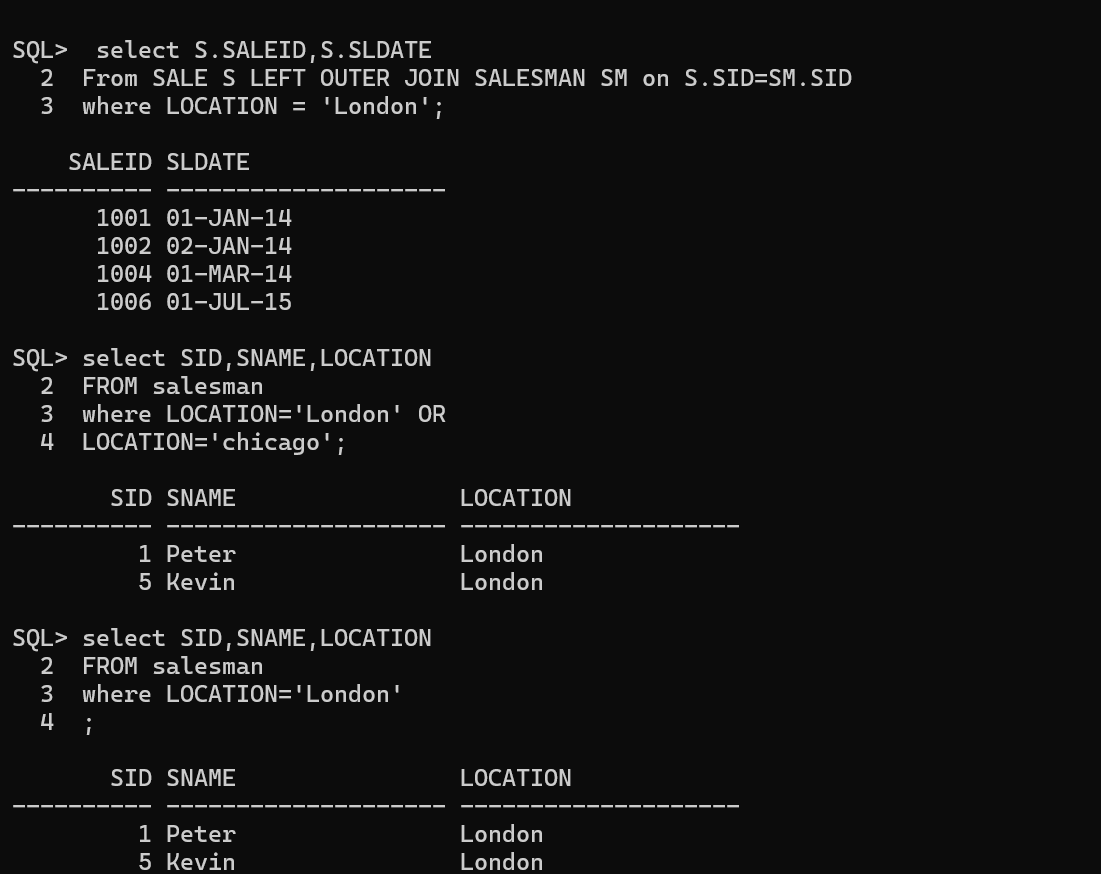 SQL>  select S.SALEID,S.SLDATE
  2  From SALE S LEFT OUTER JOIN SALESMAN SM on S.SID=SM.SID
  3  where LOCATION = 'London';

    SALEID SLDATE
---------- --------------------
      1001 01-JAN-14
      1002 02-JAN-14
      1004 01-MAR-14
      1006 01-JUL-15

SQL> select SID,SNAME,LOCATION
  2  FROM salesman
  3  where LOCATION='London' OR
  4  LOCATION='chicago';

       SID SNAME                LOCATION
---------- -------------------- --------------------
         1 Peter                London
         5 Kevin                London

SQL> select SID,SNAME,LOCATION
  2  FROM salesman
  3  where LOCATION='London'
  4  ;

       SID SNAME                LOCATION
---------- -------------------- --------------------
         1 Peter                London
         5 Kevin                London